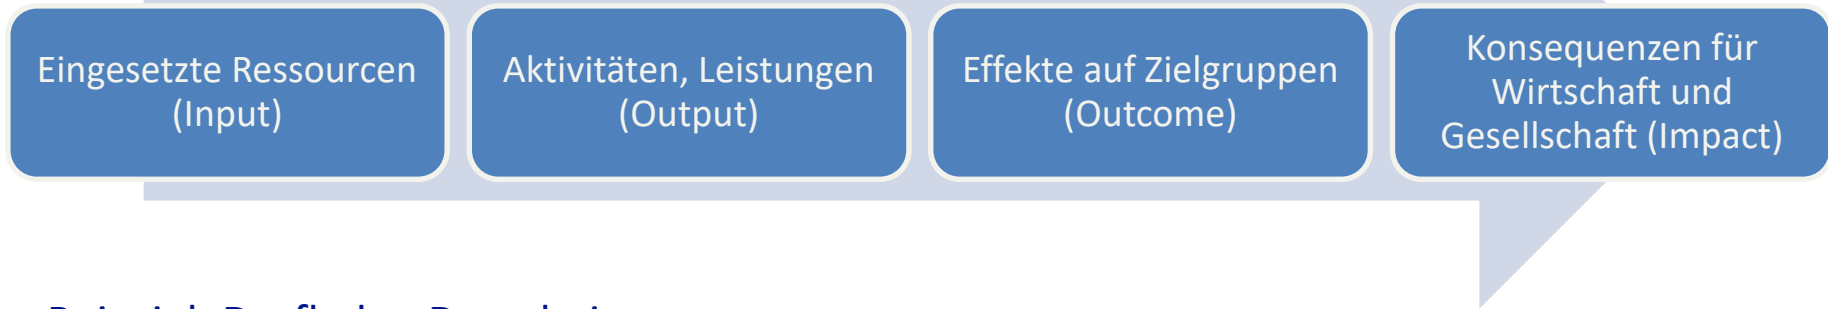 Eingesetzte Ressourcen
(Input)
Aktivitäten, Leistungen
(Output)
Effekte auf Zielgruppen
(Outcome)
Konsequenzen für
Wirtschaft und
Gesellschaft (Impact)